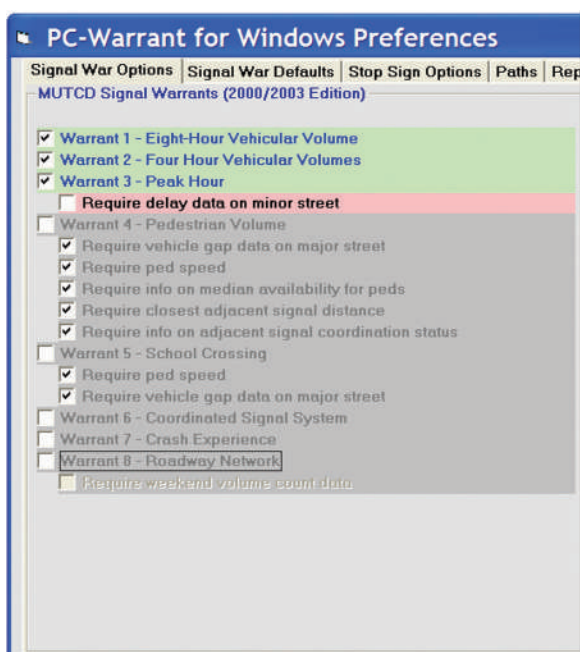 PC-Warrant for Windows Preferences
Signal War Options Signal War Defaults Stop Sign Options Paths Rep
MUTCD Signal Warrants (2000/2003 Edition)
Warrant 1 - Eight-Hour Vehicular Volume
Warrant 2 - Four Hour Vehicular Volumes
Warrant 3 - Peak Hour
Require delay data on minor street
Warrant 4 - Pedestrian Volume
Require vehicle gap data on major street
Require ped speed
Require info on median availability for peds
Require closest adjacent signal distance
Require info on adjacent signal coordination status
Warrant 5 - School Crossing
Require ped speed
Require vehicle gap data on major street
Warrant 6 - Coordinated Signal System
Warrant 7 - Crash Experience
Warrant 8 - Roadway Network
Require weekend volume count data